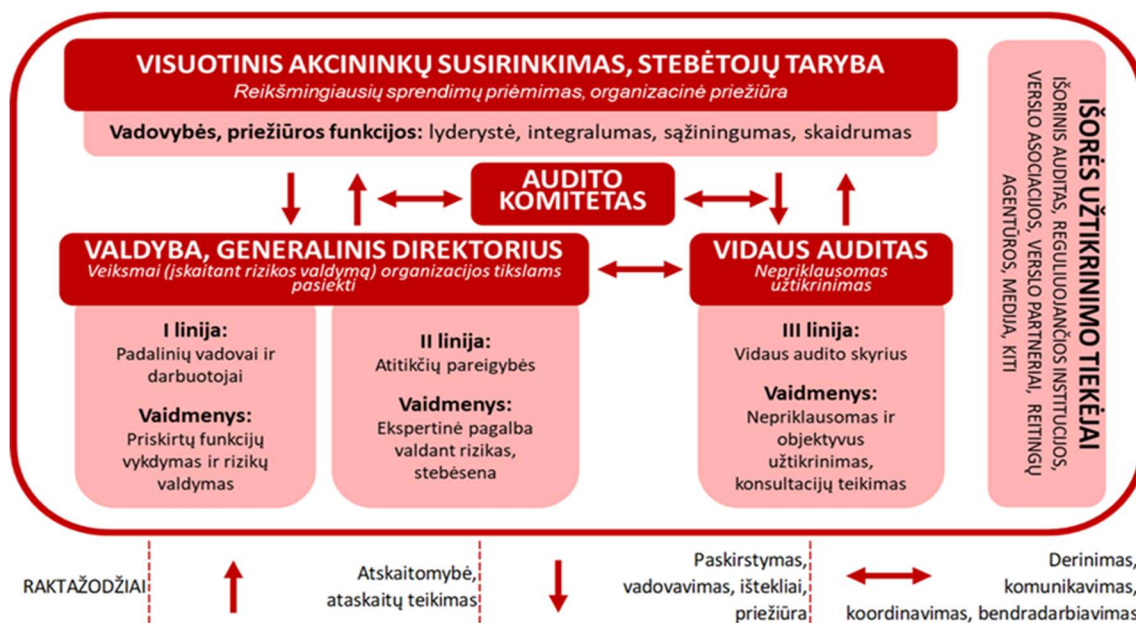 VISUOTINIS AKCININKŲ SUSIRINKIMAS, STEBĖTOJŲ TARYBA
Reikšmingiausių sprendimų priėmimas, organizacinė priežiūra
Vadovybės, priežiūros funkcijos: lyderystė, integralumas, sąžiningumas, skaidrumas
AUDITO
KOMITETAS
VALDYBA, GENERALINIS DIREKTORIUS
Veiksmai (įskaitant rizikos valdymą) organizacijos tikslams
pasiekti
VIDAUS AUDITAS
Nepriklausomas
užtikrinimas
I linija:
Padalinių vadovai ir
darbuotojai
Vaidmenys:
Priskirtų funkcijų
vykdymas ir rizikų
valdymas
II linija:
Atitikčių pareigybės
Vaidmenys:
Ekspertinė pagalba
valdant rizikas,
stebėsena
III linija:
Vidaus audito skyrius
Vaidmenys:
Nepriklausomas ir
objektyvus
užtikrinimas,
konsultacijų teikimas
IŠORĖS UŽTIKRINIMO TIEKĖJAI
IŠORINIS AUDITAS, REGULIUOJANČIOS INSTITUCIJOS,
VERSLO ASOCIACIJOS, VERSLO PARTNERIAI, REITINGŲ
AGENTŪROS, MEDIJA, KITI
RAKTAŽODŽIAI
Atskaitomybė,
ataskaitų teikimas
Paskirstymas,
vadovavimas, ištekliai,
priežiūra
Derinimas,
komunikavimas,
koordinavimas, bendradarbiavimas